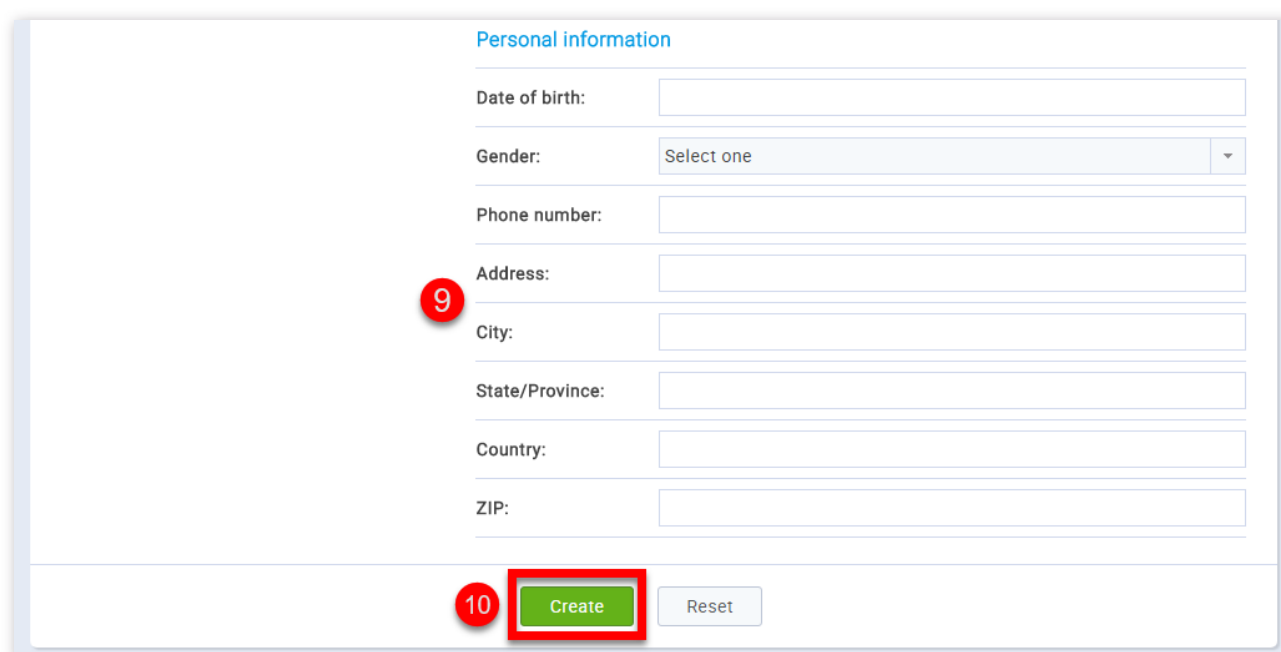 Personal information
Date of birth:
Gender: Select one
Phone number:
Address:
9
City:
State/Province:
Country:
ZIP:
10 Create Reset